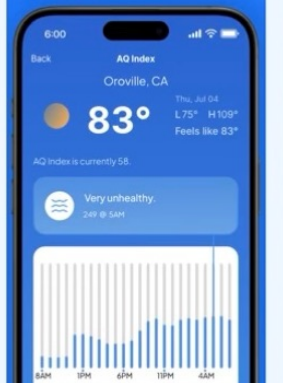 6:00
Back
AQ Index
Oroville, CA
83°
Thu, Jul 04
L75° H109°
Feels like 83°
AQ Index is currently 58.
Very unhealthy.
249 @ 5AM
8AM 1PM 6PM 11PM 4AM